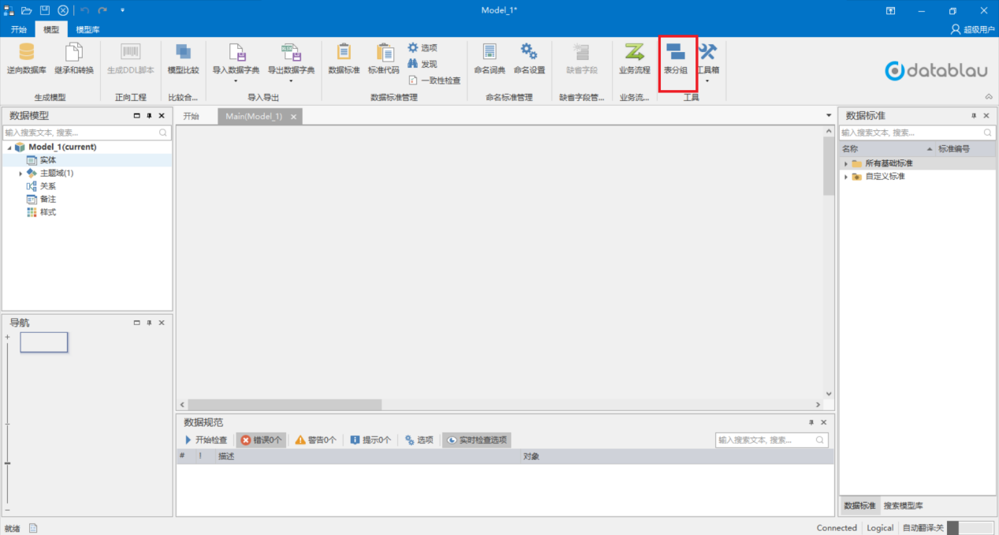 Model_1*
开始 模型 模型库 超级用户
逆向数据库 继承和转换 生成DDL脚本 模型比较 导入数据字典 导出数据字典 数据标准 标准代码 选项 命名词典 命名设置 缺省字段 业务流程 表分组 工具箱
发现
一致性检查
datablau
生成模型 正向工程 比较合... 导入导出 数据标准管理 命名标准管理 缺省字段管... 业务流... 工具
数据模型
输入搜索文本, 搜索...
Model_1(current)
实体
主题域(1)
关系
备注
样式
导航
开始 Main(Model_1)
数据规范
开始检查 错误0个 警告0个 提示0个 选项 实时检查选项 输入搜索文本, 搜索...
# ! 描述 对象
数据标准
输入搜索文本, 搜索...
名称 标准编号
所有基础标准
自定义标准
数据标准 搜索模型库
就绪 Connected Logical 自动翻译:关